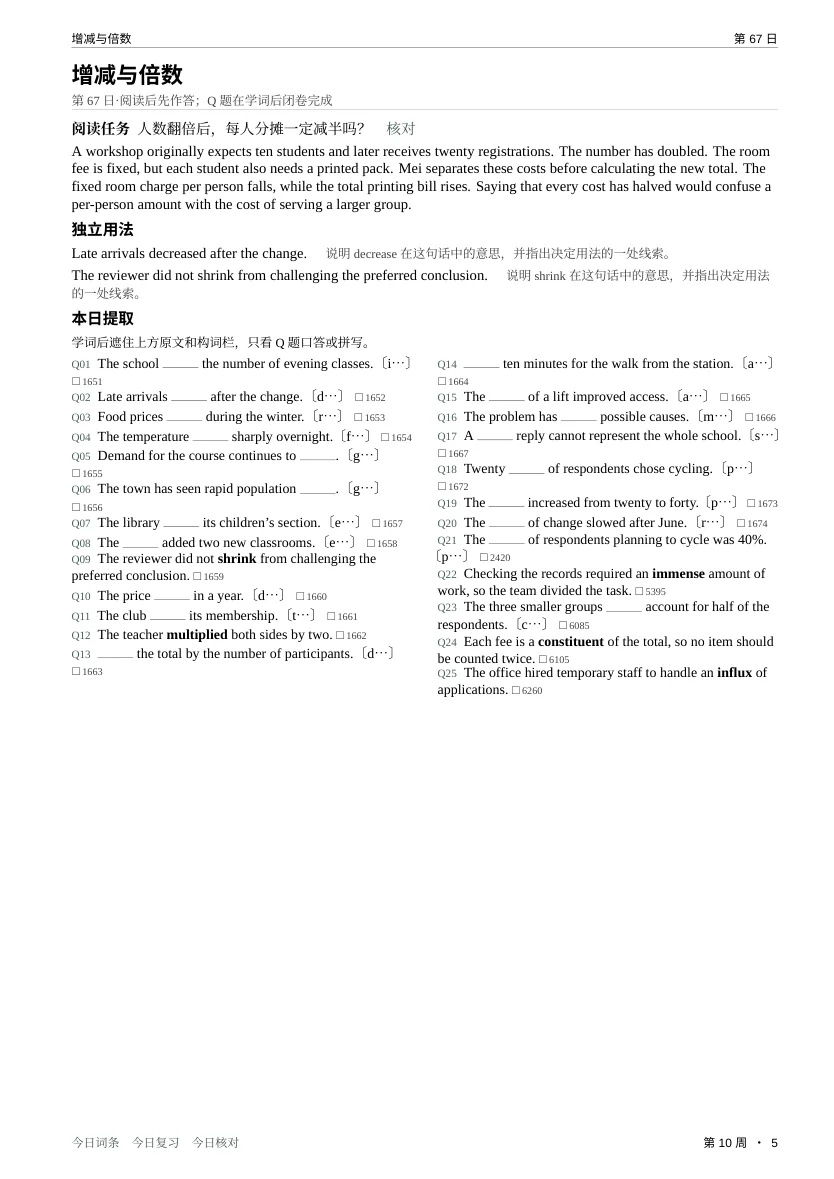 增减与倍数 第 67 日
增减与倍数
第 67 日·阅读后先作答；Q 题在学词后闭卷完成
阅读任务 人数翻倍后，每人分摊一定减半吗？ 核对
A workshop originally expects ten students and later receives twenty registrations. The number has doubled. The room
fee is fixed, but each student also needs a printed pack. Mei separates these costs before calculating the new total. The
fixed room charge per person falls, while the total printing bill rises. Saying that every cost has halved would confuse a
per-person amount with the cost of serving a larger group.
独立用法
Late arrivals decreased after the change. 说明 decrease 在这句话中的意思，并指出决定用法的一处线索。
The reviewer did not shrink from challenging the preferred conclusion. 说明 shrink 在这句话中的意思，并指出决定用法
的一处线索。
本日提取
学词后遮住上方原文和构词栏，只看 Q 题口答或拼写。
Q01 The school _____ the number of evening classes.〔i···〕
□ 1651
Q02 Late arrivals _____ after the change.〔d···〕 □ 1652
Q03 Food prices _____ during the winter.〔r···〕 □ 1653
Q04 The temperature _____ sharply overnight.〔f···〕 □ 1654
Q05 Demand for the course continues to _____.〔g···〕
□ 1655
Q06 The town has seen rapid population _____.〔g···〕
□ 1656
Q07 The library _____ its children’s section.〔e···〕 □ 1657
Q08 The _____ added two new classrooms.〔e···〕 □ 1658
Q09 The reviewer did not shrink from challenging the
preferred conclusion. □ 1659
Q10 The price _____ in a year.〔d···〕 □ 1660
Q11 The club _____ its membership.〔t···〕 □ 1661
Q12 The teacher multiplied both sides by two. □ 1662
Q13 _____ the total by the number of participants.〔d···〕
□ 1663
Q14 _____ ten minutes for the walk from the station.〔a···〕
□ 1664
Q15 The _____ of a lift improved access.〔a···〕 □ 1665
Q16 The problem has _____ possible causes.〔m···〕 □ 1666
Q17 A _____ reply cannot represent the whole school.〔s···〕
□ 1667
Q18 Twenty _____ of respondents chose cycling.〔p···〕
□ 1672
Q19 The _____ increased from twenty to forty.〔p···〕 □ 1673
Q20 The _____ of change slowed after June.〔r···〕 □ 1674
Q21 The _____ of respondents planning to cycle was 40%.
〔p···〕 □ 2420
Q22 Checking the records required an immense amount of
work, so the team divided the task. □ 5395
Q23 The three smaller groups _____ account for half of the
respondents.〔c···〕 □ 6085
Q24 Each fee is a constituent of the total, so no item should
be counted twice. □ 6105
Q25 The office hired temporary staff to handle an influx of
applications. □ 6260
今日词条 今日复习 今日核对 第 10 周 · 5